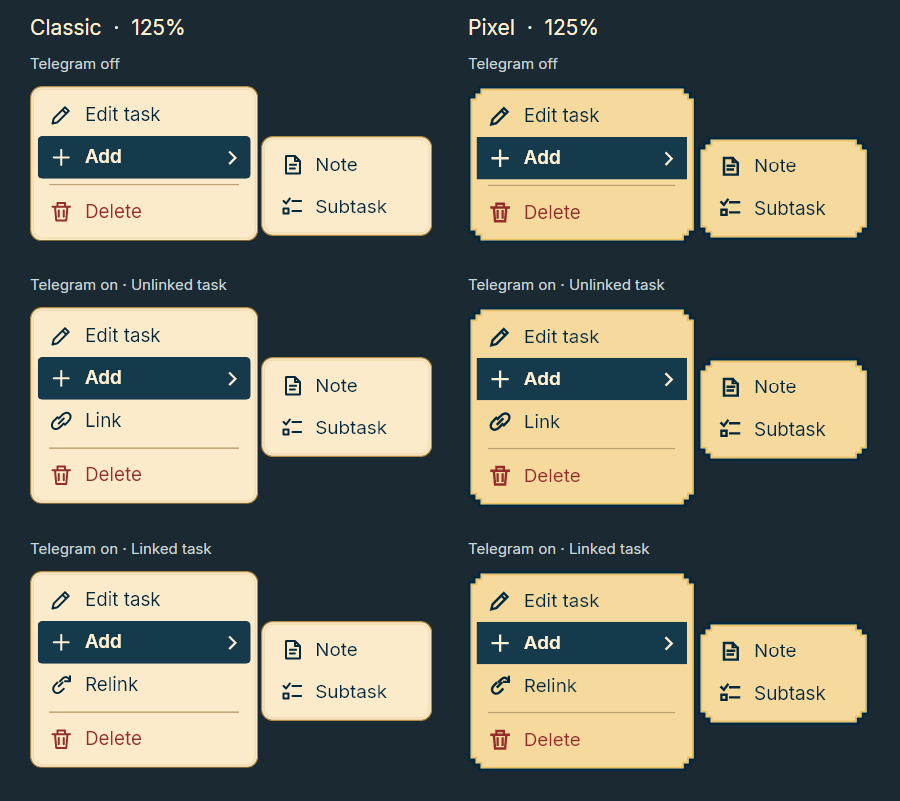 Classic · 125%
Telegram off
Edit task
Add
Delete
Note
Subtask
Telegram on · Unlinked task
Edit task
Add
Link
Delete
Note
Subtask
Telegram on · Linked task
Edit task
Add
Relink
Delete
Note
Subtask
Pixel · 125%
Telegram off
Edit task
Add
Delete
Note
Subtask
Telegram on · Unlinked task
Edit task
Add
Link
Delete
Note
Subtask
Telegram on · Linked task
Edit task
Add
Relink
Delete
Note
Subtask